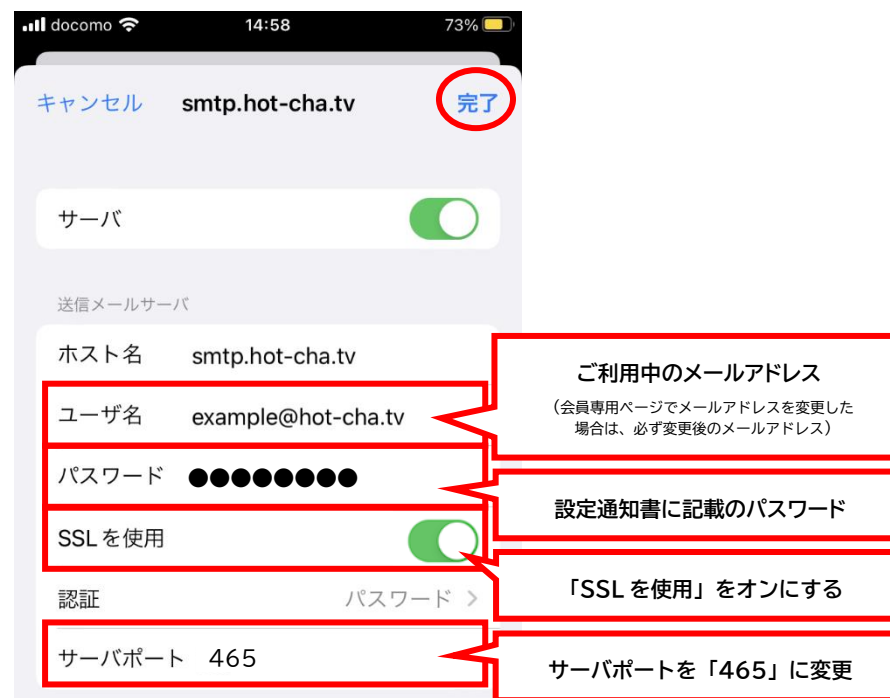 docomo 14:58 73%
キャンセル smtp.hot-cha.tv 完了
サーバ
送信メールサーバ
ホスト名 smtp.hot-cha.tv
ユーザ名 example@hot-cha.tv
ご利用中のメールアドレス
(会員専用ページでメールアドレスを変更した
場合は、必ず変更後のメールアドレス)
パスワード ●●●●●●●●
設定通知書に記載のパスワード
SSLを使用
「SSLを使用」をオンにする
認証 パスワード >
サーバポート 465
サーバポートを「465」に変更